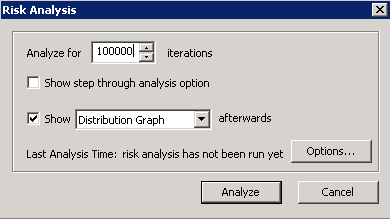 Risk Analysis
Analyze for 100000 iterations
Show step through analysis option
Show Distribution Graph afterwards
Last Analysis Time: risk analysis has not been run yet Options...
Analyze Cancel